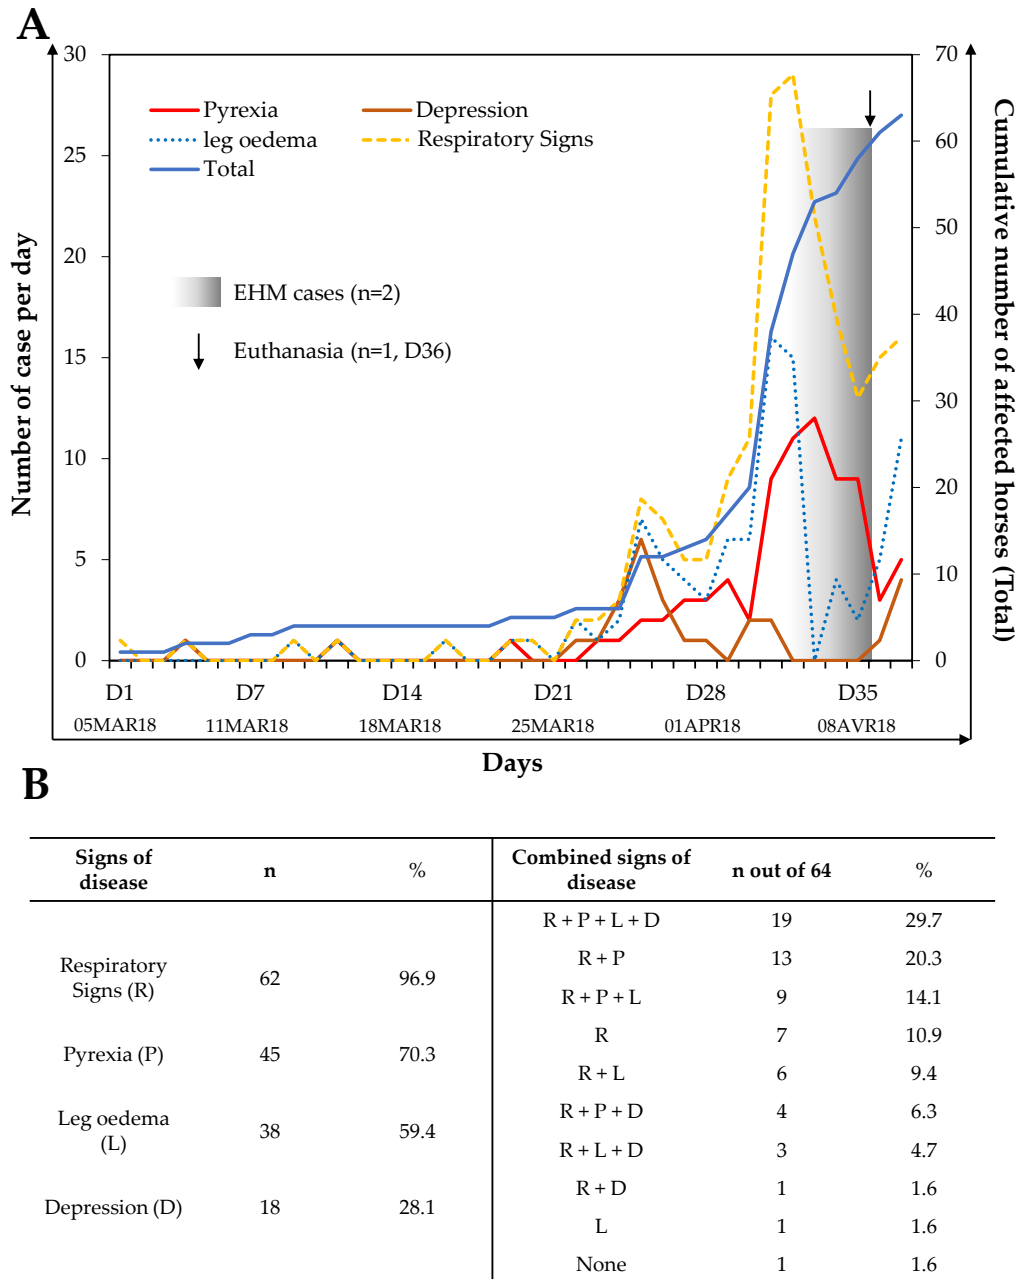 A
30
25
20
15
10
5
0
Number of case per day
70
60
50
40
30
20
10
0
Cumulative number of affected horses (Total)
Pyrexia
Depression
leg oedema
Respiratory Signs
Total
EHM cases (n=2)
Euthanasia (n=1, D36)
D1 D7 D14 D21 D28 D35
05MAR18 11MAR18 18MAR18 25MAR18 01APR18 08AVR18
Days
B
Signs of disease n % Combined signs of disease n out of 64 %
Respiratory Signs (R) 62 96.9
Pyrexia (P) 45 70.3
Leg oedema (L) 38 59.4
Depression (D) 18 28.1
R + P + L + D 19 29.7
R + P 13 20.3
R + P + L 9 14.1
R 7 10.9
R + L 6 9.4
R + P + D 4 6.3
R + L + D 3 4.7
R + D 1 1.6
L 1 1.6
None 1 1.6